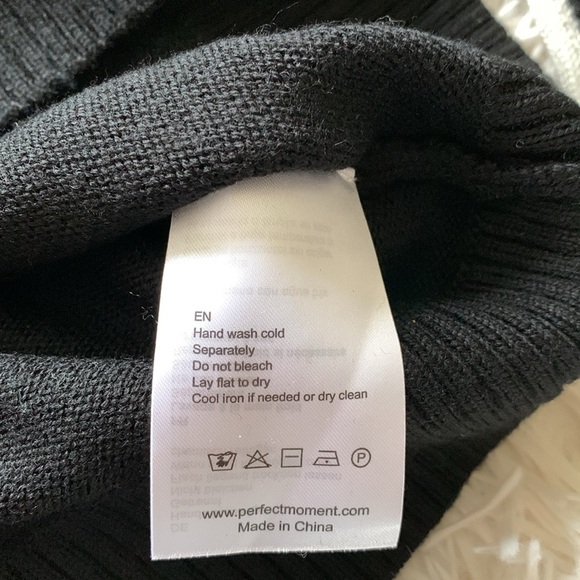 EN
Hand wash cold
Separately
Do not bleach
Lay flat to dry
Cool iron if needed or dry clean
P
www.perfectmoment.com
Made in China